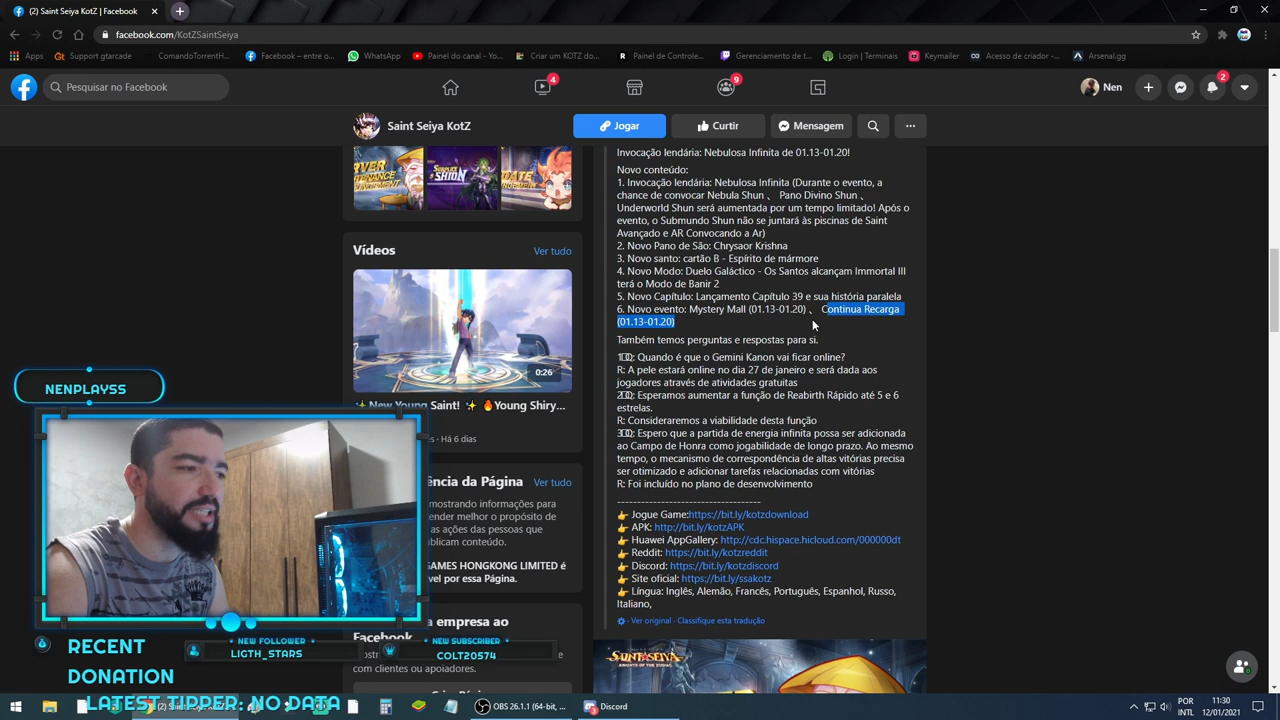 (2) Saint Seiya KotZ | Facebook
facebook.com/KotZSaintSeiya
Apps
Support gtarcade
ComandoTorrentH...
Facebook – entre o...
WhatsApp
Painel do canal - Yo...
Criar um KOTZ do...
Painel de Controle...
Gerenciamento de t...
Login | Terminais
Keymailer
Acesso de criador -...
Arsenal.gg
Pesquisar no Facebook
4
9
Nen
2
Saint Seiya KotZ
Jogar
Curtir
Mensagem
Invocação lendária: Nebulosa Infinita de 01.13-01.20!
Novo conteúdo:
1. Invocação lendária: Nebulosa Infinita (Durante o evento, a
chance de convocar Nebula Shun 、 Pano Divino Shun 、
Underworld Shun será aumentada por um tempo limitado! Após o
evento, o Submundo Shun não se juntará às piscinas de Saint
Avançado e AR Convocando a Ar)
2. Novo Pano de São: Chrysaor Krishna
3. Novo santo: cartão B - Espírito de mármore
4. Novo Modo: Duelo Galáctico - Os Santos alcançam Immortal III
terá o Modo de Banir 2
5. Novo Capítulo: Lançamento Capítulo 39 e sua história paralela
6. Novo evento: Mystery Mall (01.13-01.20) 、 Continua Recarga
(01.13-01.20)
Também temos perguntas e respostas para si.
Q: Quando é que o Gemini Kanon vai ficar online?
R: A pele estará online no dia 27 de janeiro e será dada aos
jogadores através de atividades gratuitas
Q: Esperamos aumentar a função de Reabirth Rápido até 5 e 6
estrelas.
R: Consideraremos a viabilidade desta função
Q: Espero que a partida de energia infinita possa ser adicionada
ao Campo de Honra como jogabilidade de longo prazo. Ao mesmo
tempo, o mecanismo de correspondência de altas vitórias precisa
ser otimizado e adicionar tarefas relacionadas com vitórias
R: Foi incluído no plano de desenvolvimento
------------------------------------
👉 Jogue Game:https://bit.ly/kotzdownload
👉 APK: http://bit.ly/kotzAPK
👉 Huawei AppGallery: http://cdc.hispace.hicloud.com/000000dt
👉 Reddit: https://bit.ly/kotzreddit
👉 Discord: https://bit.ly/kotzdiscord
👉 Site oficial: https://bit.ly/ssakotz
👉 Língua: Inglês, Alemão, Francês, Português, Espanhol, Russo,
Italiano,
Ver original · Classifique esta tradução
SAINT SEIYA
KNIGHTS OF THE ZODIAC
SHION
Vídeos
Ver tudo
0:26
✨New Young Saint! ✨ 🔥Young Shiry...
· Há 6 dias
ência da Página
Ver tudo
mostrando informações para
ender melhor o propósito de
as ações das pessoas que
blicam conteúdo.
GAMES HONGKONG LIMITED é
vel por essa Página.
a empresa ao
Facebook
com clientes ou apoiadores.
NENPLAYSS
RECENT
DONATION
NEW FOLLOWER
LIGTH_STARS
NEW SUBSCRIBER
COLT20574
LATEST TIPPER: NO DATA
(2) Saint Se
OBS 26.1.1 (64-bit, ...
3
Discord
POR
INTL
11:30
12/01/2021